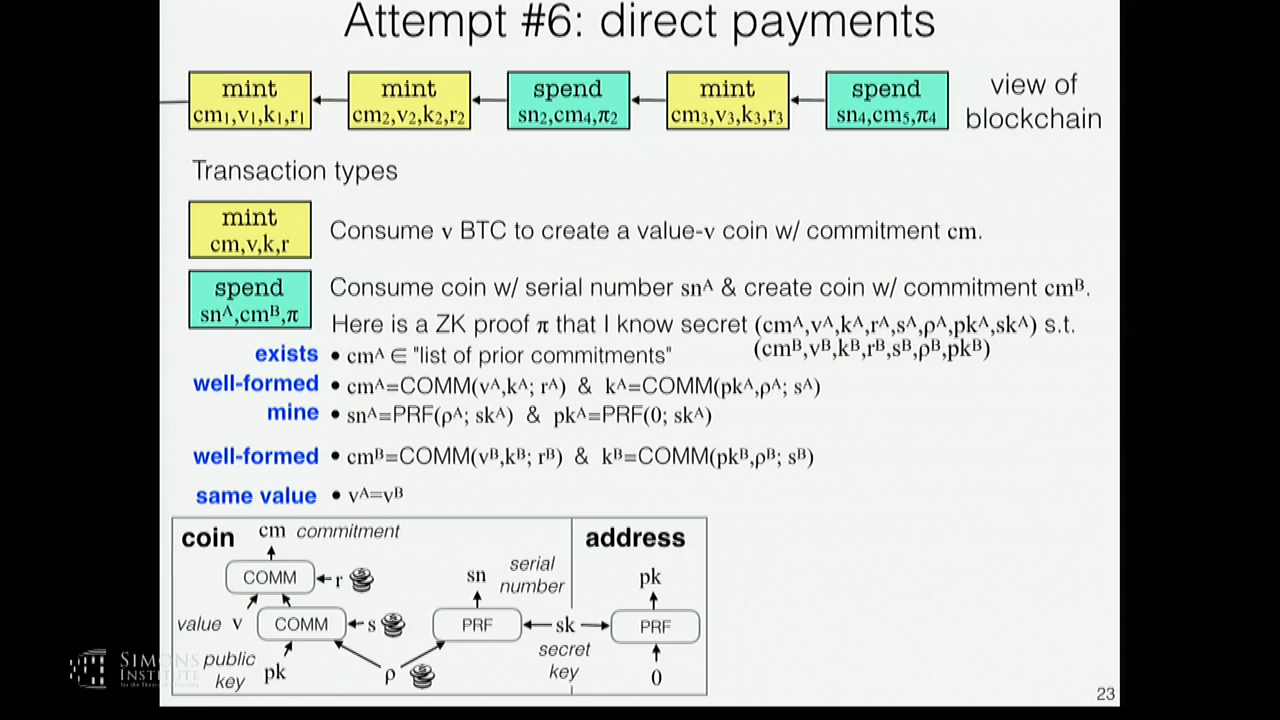 Attempt #6: direct payments
mint
cm₁,v₁,k₁,r₁
mint
cm₂,v₂,k₂,r₂
spend
sn₂,cm₄,π₂
mint
cm₃,v₃,k₃,r₃
spend
sn₄,cm₅,π₄
view of
blockchain
Transaction types
mint
cm,v,k,r
Consume v BTC to create a value-v coin w/ commitment cm.
spend
snᴬ,cmᴮ,π
Consume coin w/ serial number snᴬ & create coin w/ commitment cmᴮ.
Here is a ZK proof π that I know secret (cmᴬ,vᴬ,kᴬ,rᴬ,sᴬ,ρᴬ,pkᴬ,skᴬ) s.t.
(cmᴮ,vᴮ,kᴮ,rᴮ,sᴮ,ρᴮ,pkᴮ)
exists • cmᴬ ∈ "list of prior commitments"
well-formed • cmᴬ=COMM(vᴬ,kᴬ; rᴬ) & kᴬ=COMM(pkᴬ,ρᴬ; sᴬ)
mine • snᴬ=PRF(ρᴬ; skᴬ) & pkᴬ=PRF(0; skᴬ)
well-formed • cmᴮ=COMM(vᴮ,kᴮ; rᴮ) & kᴮ=COMM(pkᴮ,ρᴮ; sᴮ)
same value • vᴬ=vᴮ
coin
cm commitment
COMM
r
value v
COMM
s
public
key pk
ρ
sn
serial
number
PRF
sk
secret
key
address
pk
PRF
0
SIMONS
INSTITUTE
23